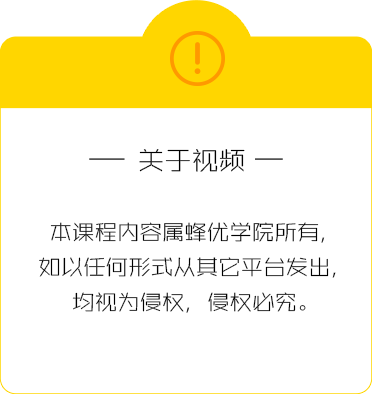 — 关于视频 —
本课程内容属蜂优学院所有，
如以任何形式从其它平台发出，
均视为侵权，侵权必究。